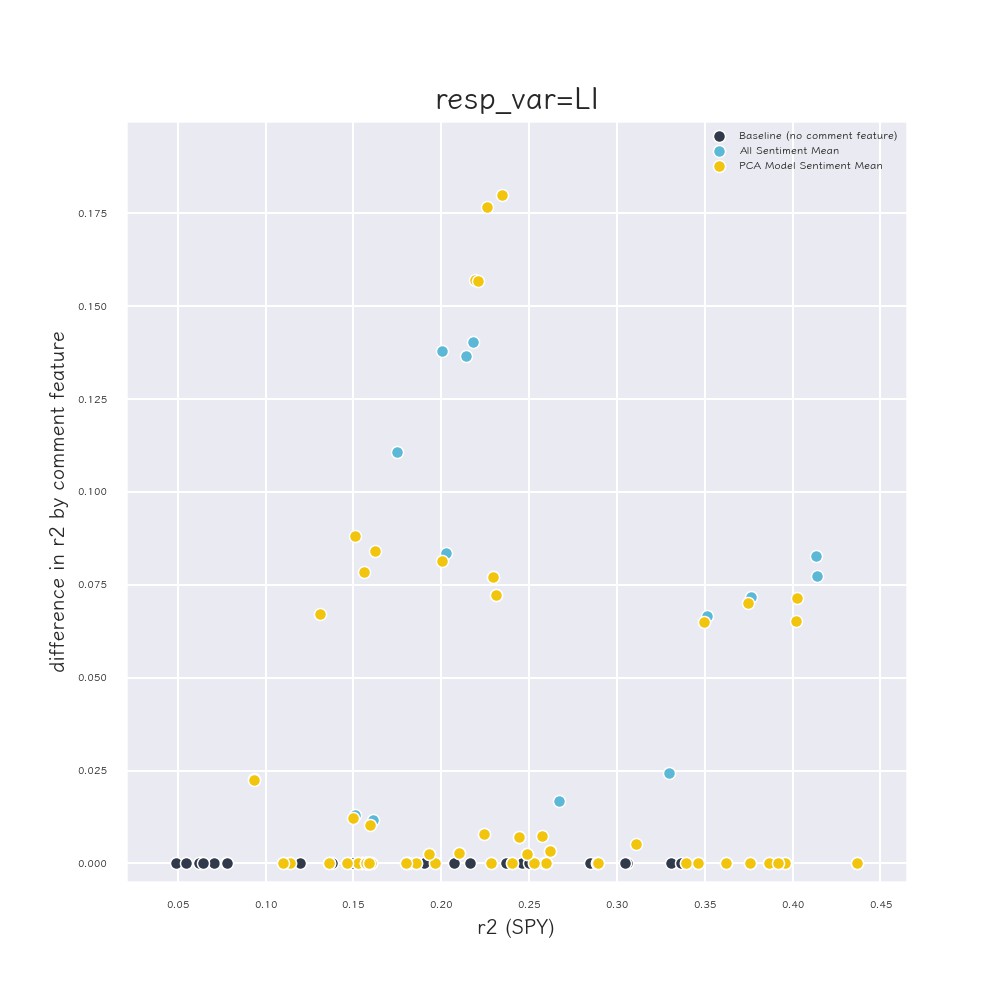 resp_var=LI
Baseline (no comment feature)
All Sentiment Mean
PCA Model Sentiment Mean
difference in r2 by comment feature
0.175
0.150
0.125
0.100
0.075
0.050
0.025
0.000
0.05 0.10 0.15 0.20 0.25 0.30 0.35 0.40 0.45
r2 (SPY)